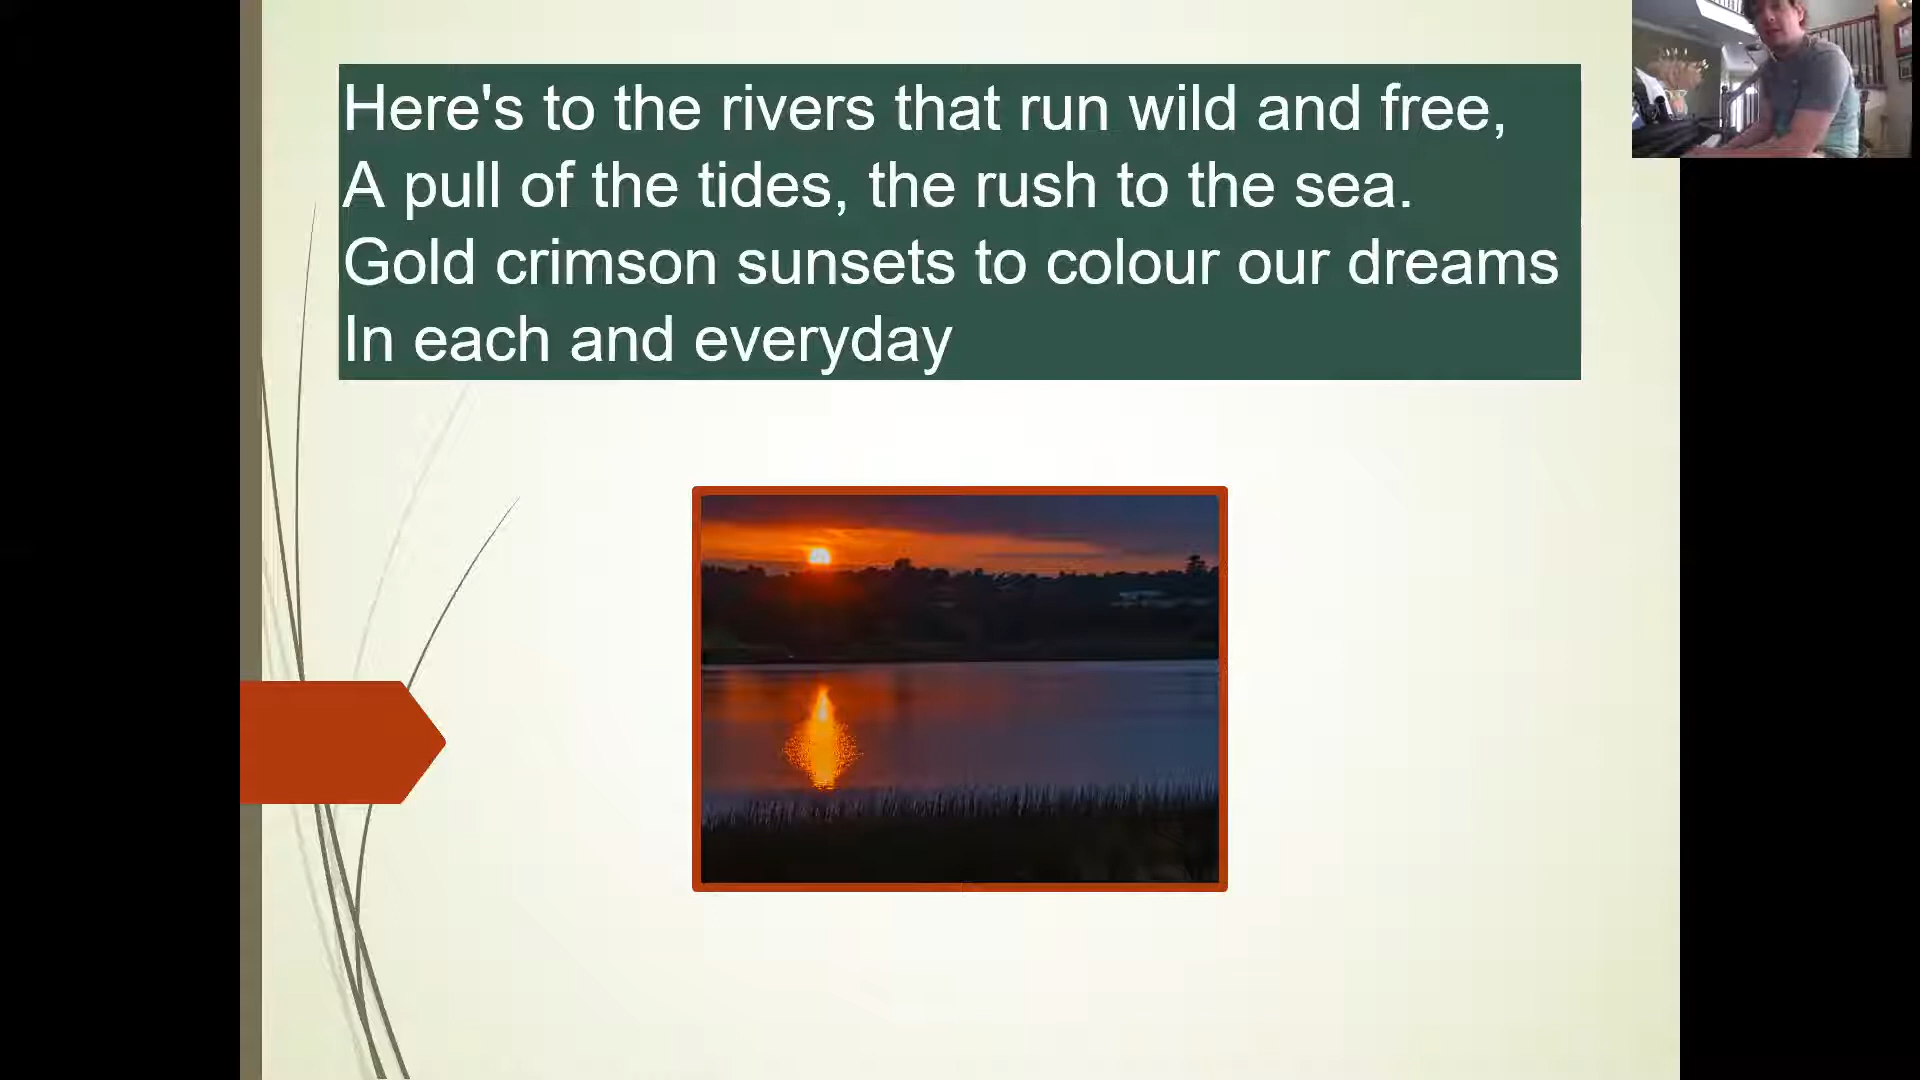 Here's to the rivers that run wild and free,
A pull of the tides, the rush to the sea.
Gold crimson sunsets to colour our dreams
In each and everyday